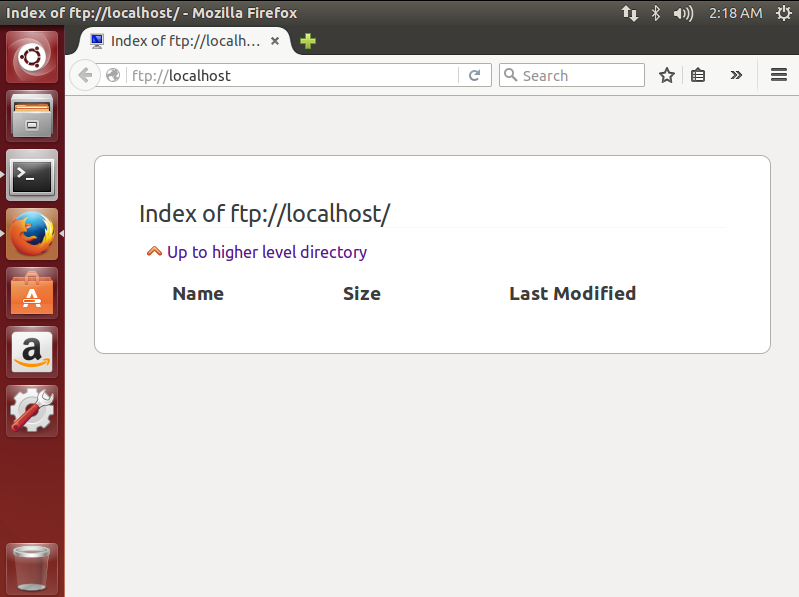 Index of ftp://localhost/ - Mozilla Firefox
2:18 AM
Index of ftp://localh...
ftp://localhost
Search
Index of ftp://localhost/
Up to higher level directory
Name Size Last Modified